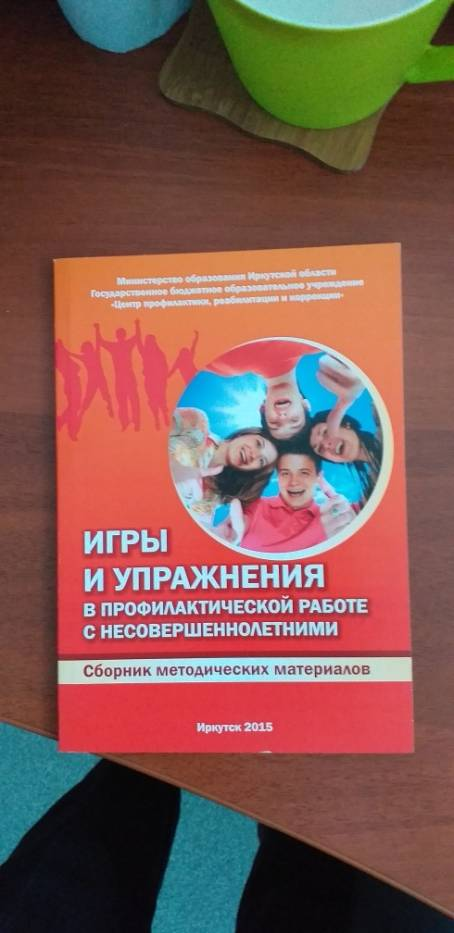 Министерство образования Иркутской области
Государственное бюджетное образовательное учреждение
«Центр профилактики, реабилитации и коррекции»
ИГРЫ
И УПРАЖНЕНИЯ
В ПРОФИЛАКТИЧЕСКОЙ РАБОТЕ
С НЕСОВЕРШЕННОЛЕТНИМИ
Сборник методических материалов
Иркутск 2015